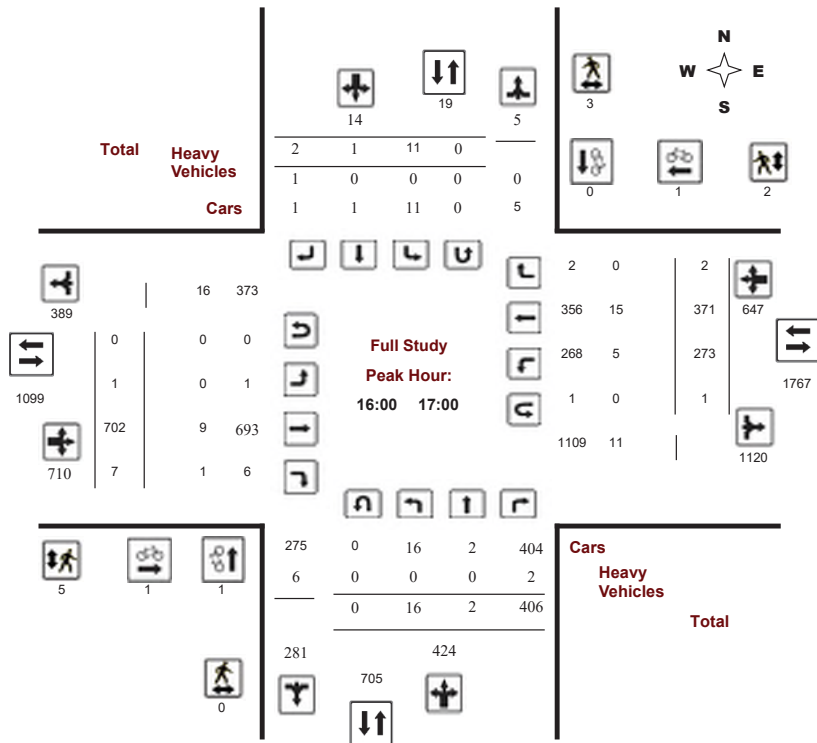 N
W E
S
14 19 5 3
Total Heavy Vehicles 2 1 11 0
1 0 0 0 0
Cars 1 1 11 0 5
0 1 2
389 16 373
2 0 2
647
356 15 371
0 0 0
Full Study
268 5 273
1099
1 0 1
Peak Hour:
1767
16:00 17:00
1 0 1
702 9 693
1109 11
1120
710 7 1 6
275 0 16 2 404 Cars
6 0 0 0 2 Heavy Vehicles
5 1 1
0 16 2 406 Total
281 424
705
0